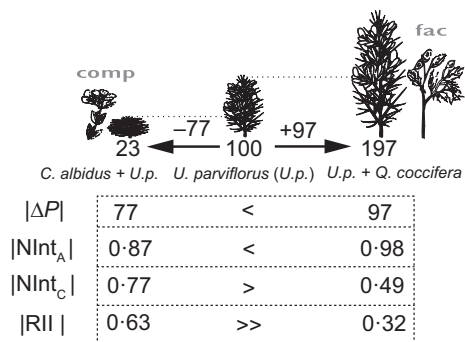 fac
comp
–77
+97
23
100
197
C. albidus + U.p.
U. parviflorus (U.p.)
U.p. + Q. coccifera
|ΔP| 77 < 97
|NInt_A| 0·87 < 0·98
|NInt_C| 0·77 > 0·49
|RII | 0·63 >> 0·32